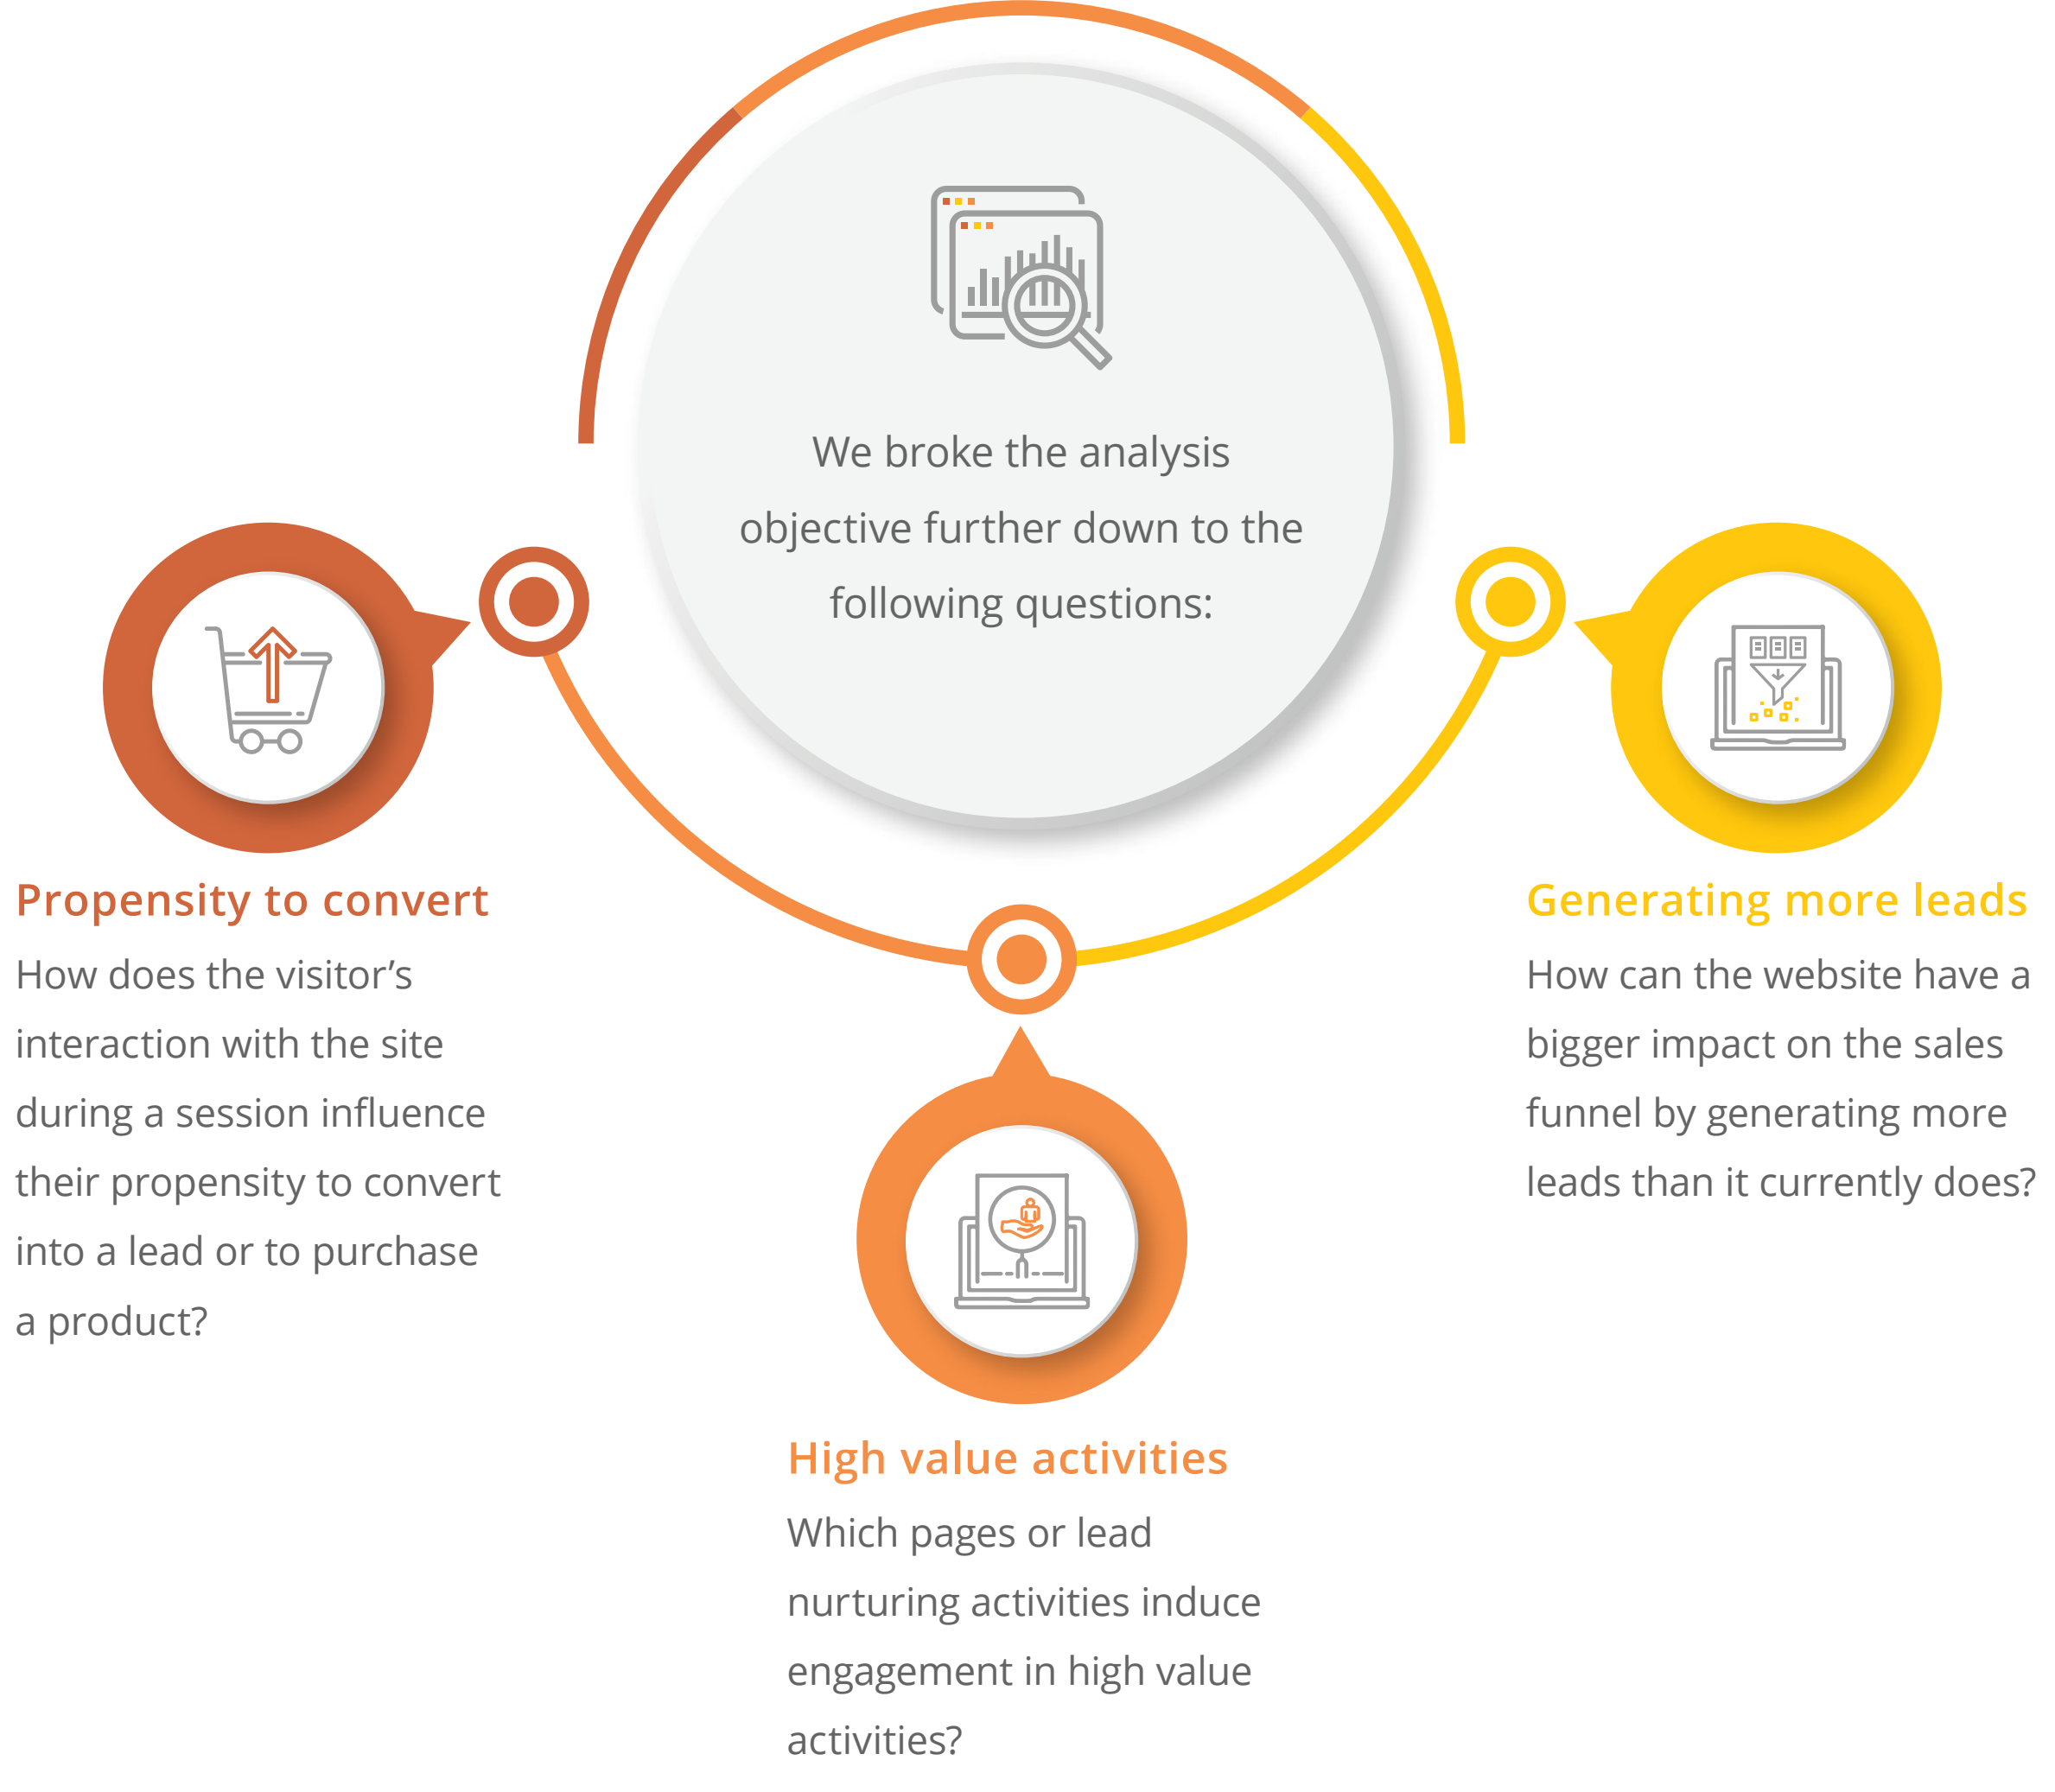 We broke the analysis
objective further down to the
following questions:
Propensity to convert
How does the visitor’s
interaction with the site
during a session influence
their propensity to convert
into a lead or to purchase
a product?
High value activities
Which pages or lead
nurturing activities induce
engagement in high value
activities?
Generating more leads
How can the website have a
bigger impact on the sales
funnel by generating more
leads than it currently does?